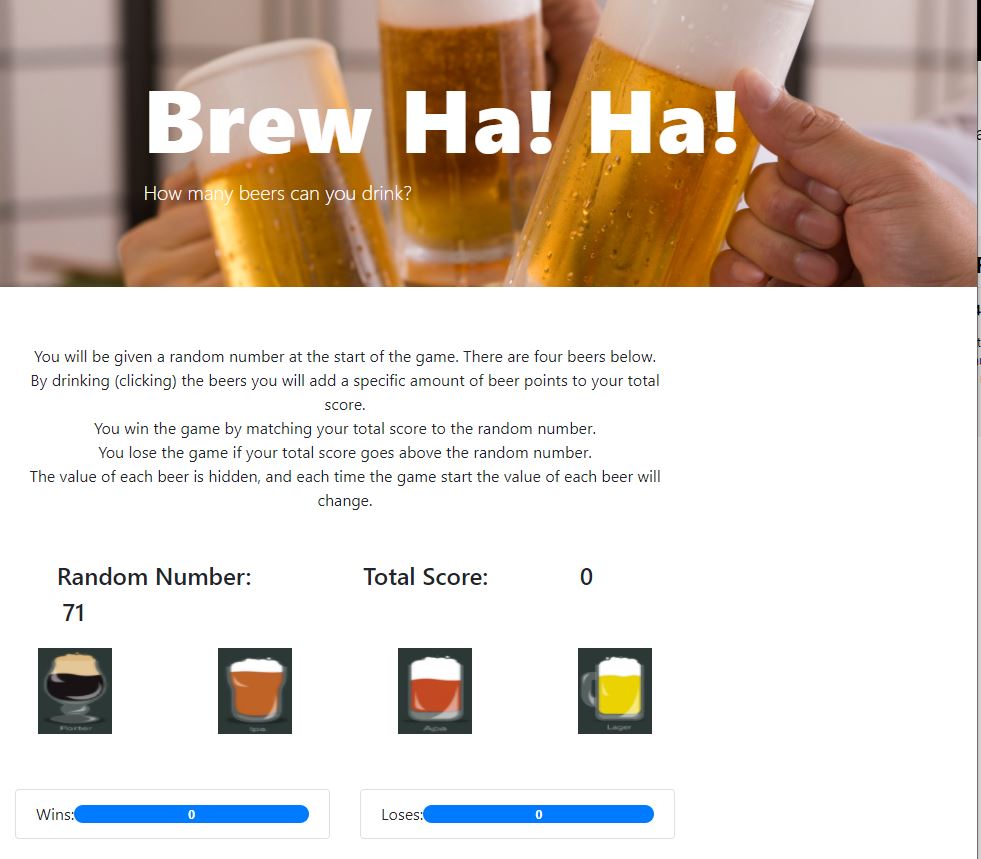 Brew Ha! Ha!
How many beers can you drink?
You will be given a random number at the start of the game. There are four beers below.
By drinking (clicking) the beers you will add a specific amount of beer points to your total
score.
You win the game by matching your total score to the random number.
You lose the game if your total score goes above the random number.
The value of each beer is hidden, and each time the game start the value of each beer will
change.
Random Number: Total Score: 0
71
Porter Ipa Apa Lager
Wins: 0 Loses: 0